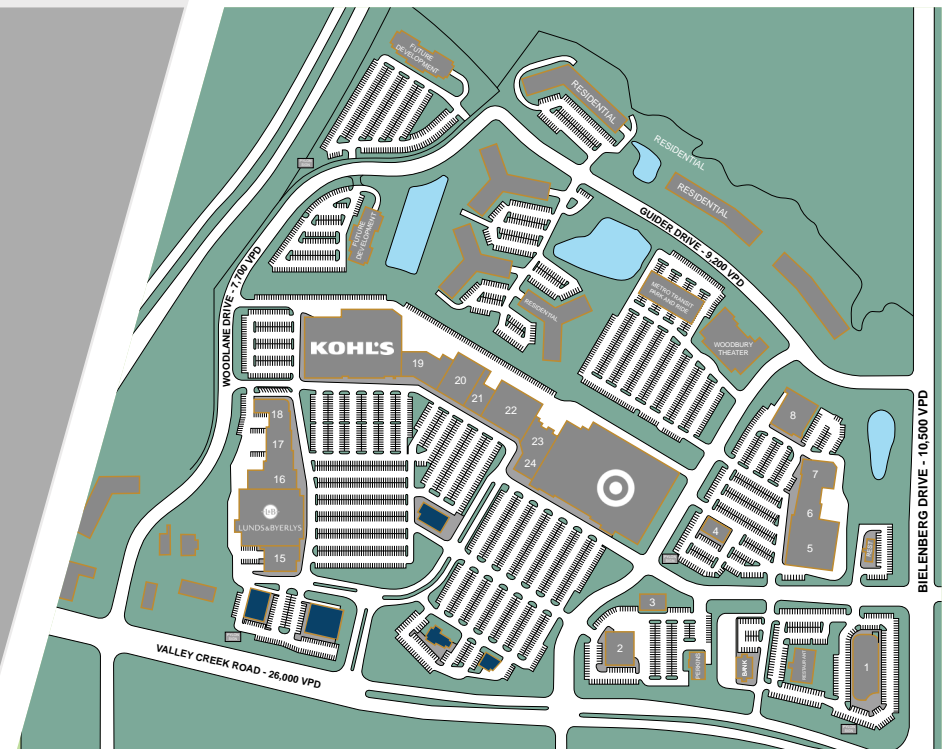 FUTURE
DEVELOPMENT
RESIDENTIAL
RESIDENTIAL
RESIDENTIAL
GUIDER DRIVE - 9,200 VPD
FUTURE
DEVELOPMENT
WOODLANE DRIVE - 7,700 VPD
METRO TRANSIT
PARK AND RIDE
RESIDENTIAL
WOODBURY
THEATER
KOHL'S
19
20
21
22
23
24
18
17
16
LUNDS&BYERLYS
15
8
7
6
5
4
REST
BIELENBERG DRIVE - 10,500 VPD
3
2
PERKINS
BANK
RESTAURANT
1
VALLEY CREEK ROAD - 26,000 VPD